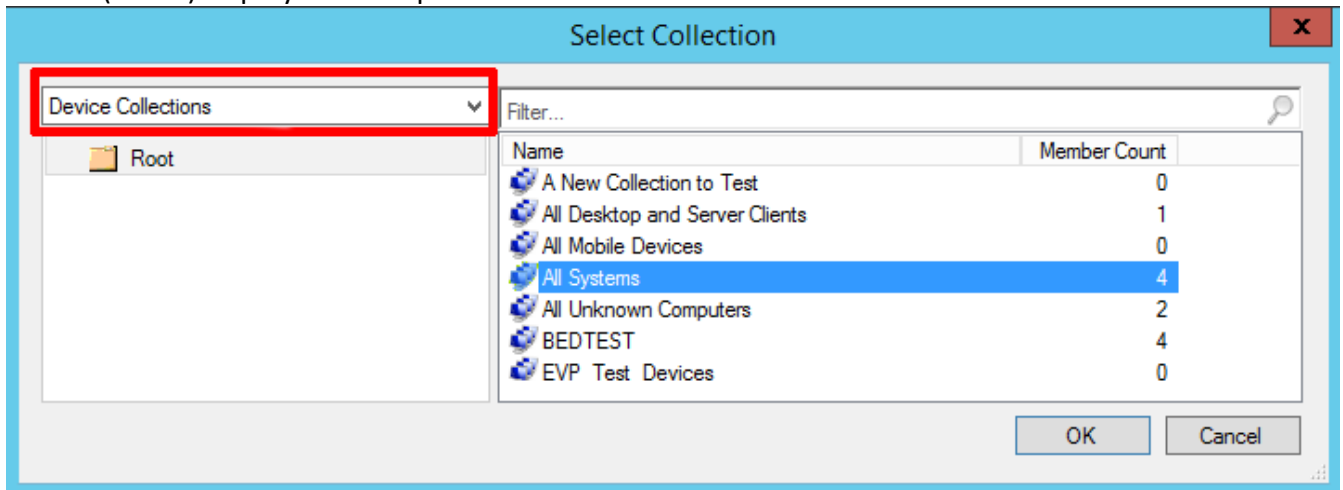 Select Collection
x
Device Collections
Filter...
Root
Name Member Count
A New Collection to Test 0
All Desktop and Server Clients 1
All Mobile Devices 0
All Systems 4
All Unknown Computers 2
BEDTEST 4
EVP Test Devices 0
OK Cancel